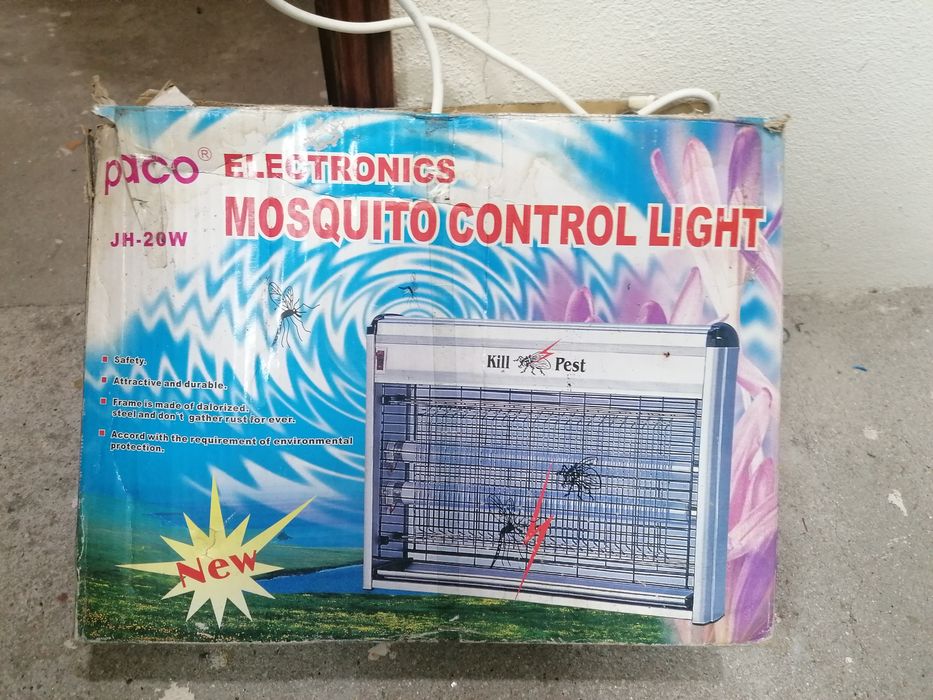 paco® ELECTRONICS
MOSQUITO CONTROL LIGHT
JH-20W
Kill Pest
Safety.
Attractive and durable.
Frame is made of dalorized.
steel and don't gather rust for ever.
Accord with the requirement of environmental
protection.
New